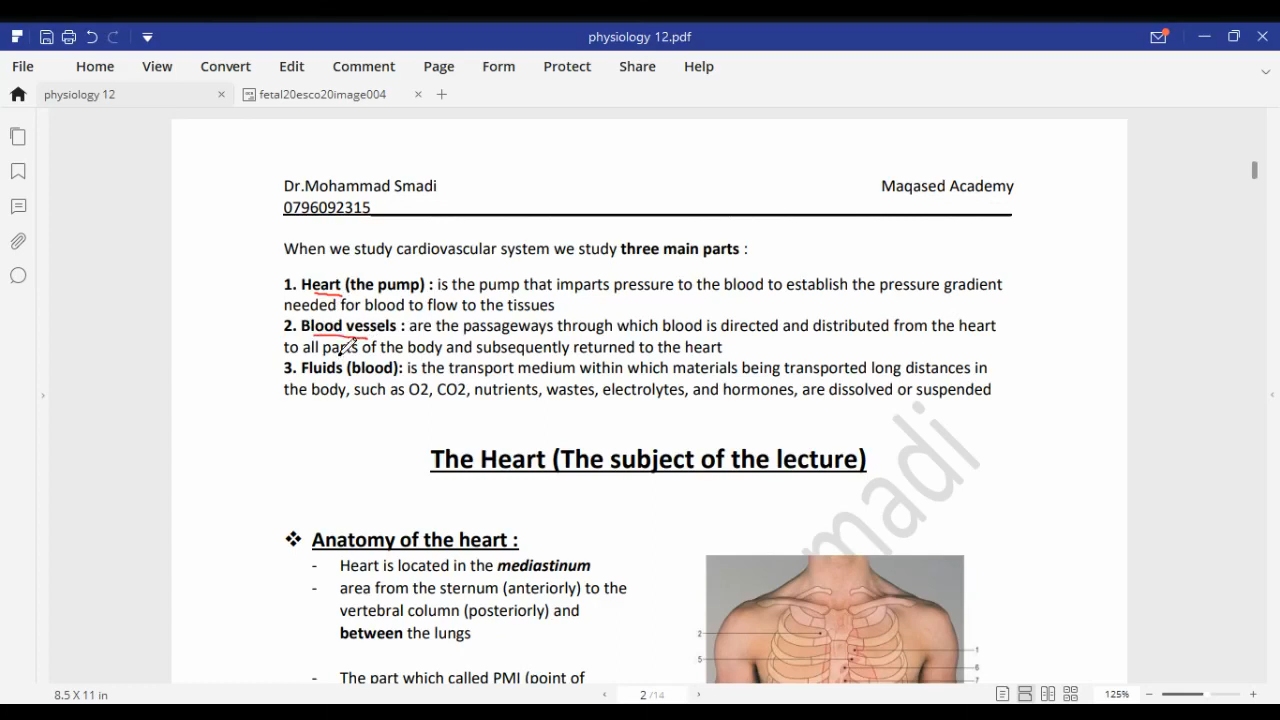 physiology 12.pdf
File Home View Convert Edit Comment Page Form Protect Share Help
physiology 12
fetal20esco20image004
Dr.Mohammad Smadi Maqased Academy
0796092315
When we study cardiovascular system we study three main parts :
1. Heart (the pump) : is the pump that imparts pressure to the blood to establish the pressure gradient
needed for blood to flow to the tissues
2. Blood vessels : are the passageways through which blood is directed and distributed from the heart
to all parts of the body and subsequently returned to the heart
3. Fluids (blood): is the transport medium within which materials being transported long distances in
the body, such as O2, CO2, nutrients, wastes, electrolytes, and hormones, are dissolved or suspended
The Heart (The subject of the lecture)
❖ Anatomy of the heart :
- Heart is located in the mediastinum
- area from the sternum (anteriorly) to the
vertebral column (posteriorly) and
between the lungs
- The part which called PMI (point of
madi
2
1
5
6
7
8.5 X 11 in
2 /14
125%